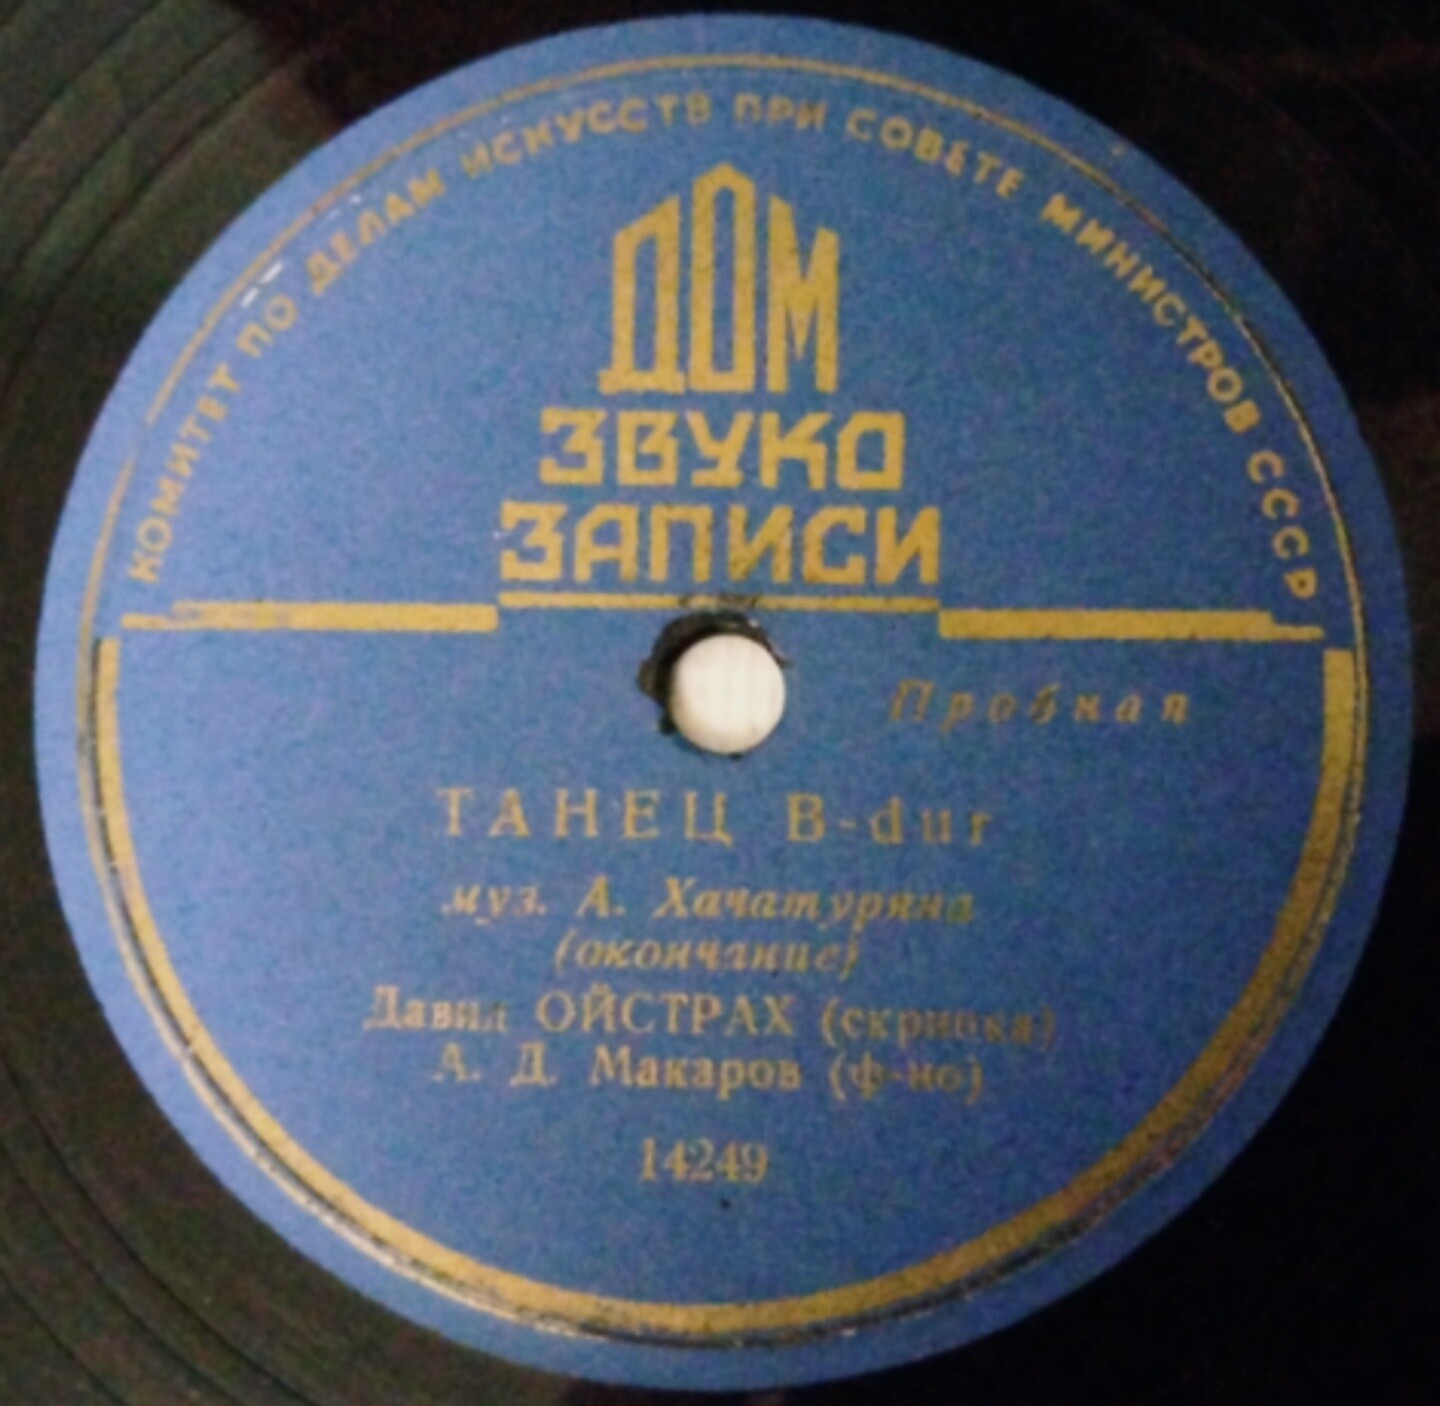 КОМИТЕТ ПО ДЕЛАМ ИСКУССТВ ПРИ СОВЕТЕ МИНИСТРОВ СССР
ДОМ
ЗВУКО
ЗАПИСИ
Пробная
ТАНЕЦ B-dur
муз. А. Хачатуряна
(окончание)
Давид ОЙСТРАХ (скрипка)
А. Д. Макаров (ф-но)
14249